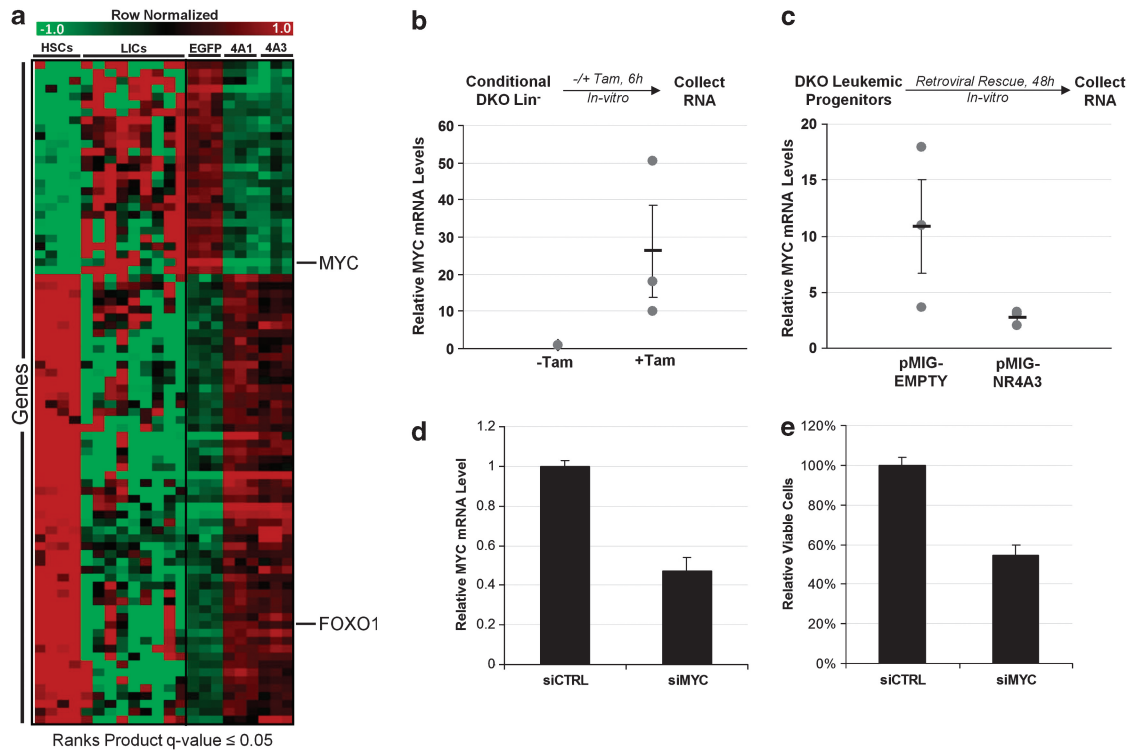 a
Row Normalized
-1.0 1.0
HSCs LICs EGFP 4A1 4A3
Genes
MYC
FOXO1
Ranks Product q-value ≤ 0.05
b
Conditional
DKO Lin-
-/+ Tam, 6h
In-vitro
Collect
RNA
Relative MYC mRNA Levels
60
50
40
30
20
10
0
-Tam +Tam
c
DKO Leukemic
Progenitors
Retroviral Rescue, 48h
In-vitro
Collect
RNA
Relative MYC mRNA Levels
20
15
10
5
0
pMIG-
EMPTY
pMIG-
NR4A3
d
Relative MYC mRNA Level
1.2
1
0.8
0.6
0.4
0.2
0
siCTRL siMYC
e
Relative Viable Cells
120%
100%
80%
60%
40%
20%
0%
siCTRL siMYC